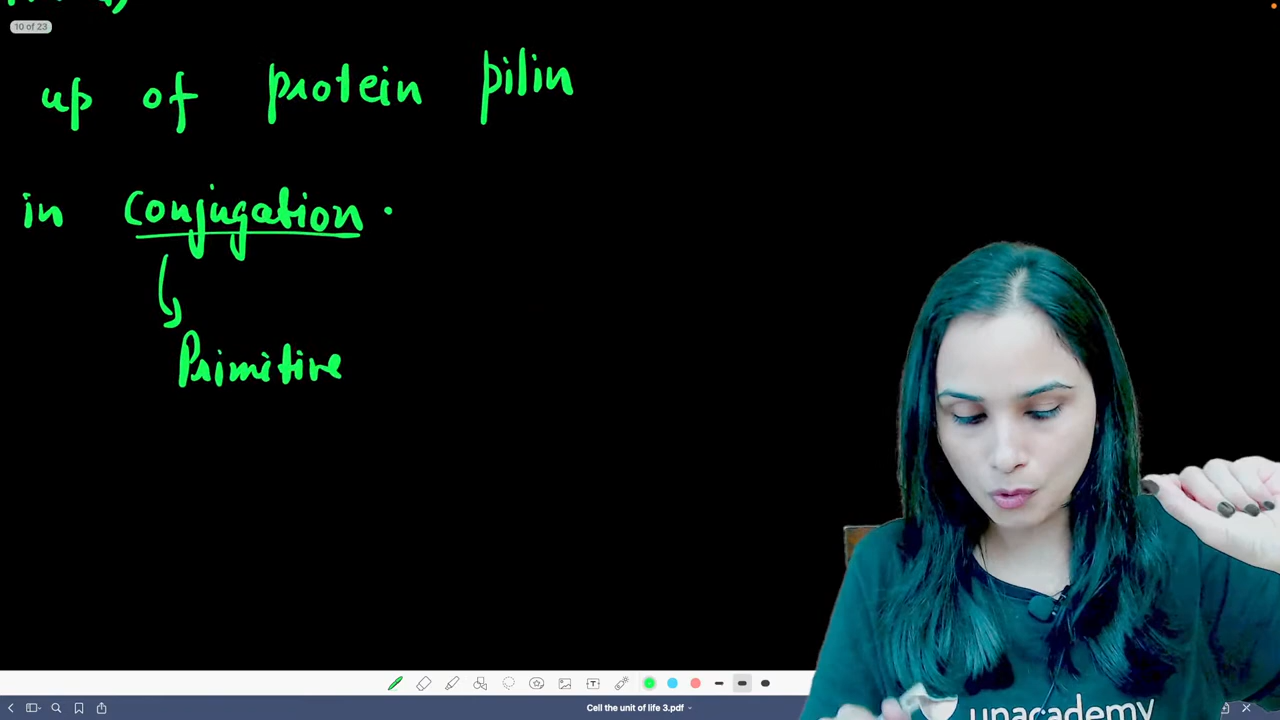 10 of 23
up of protein pilin
in conjugation.
Primitive
unacademy
Cell the unit of life 3.pdf